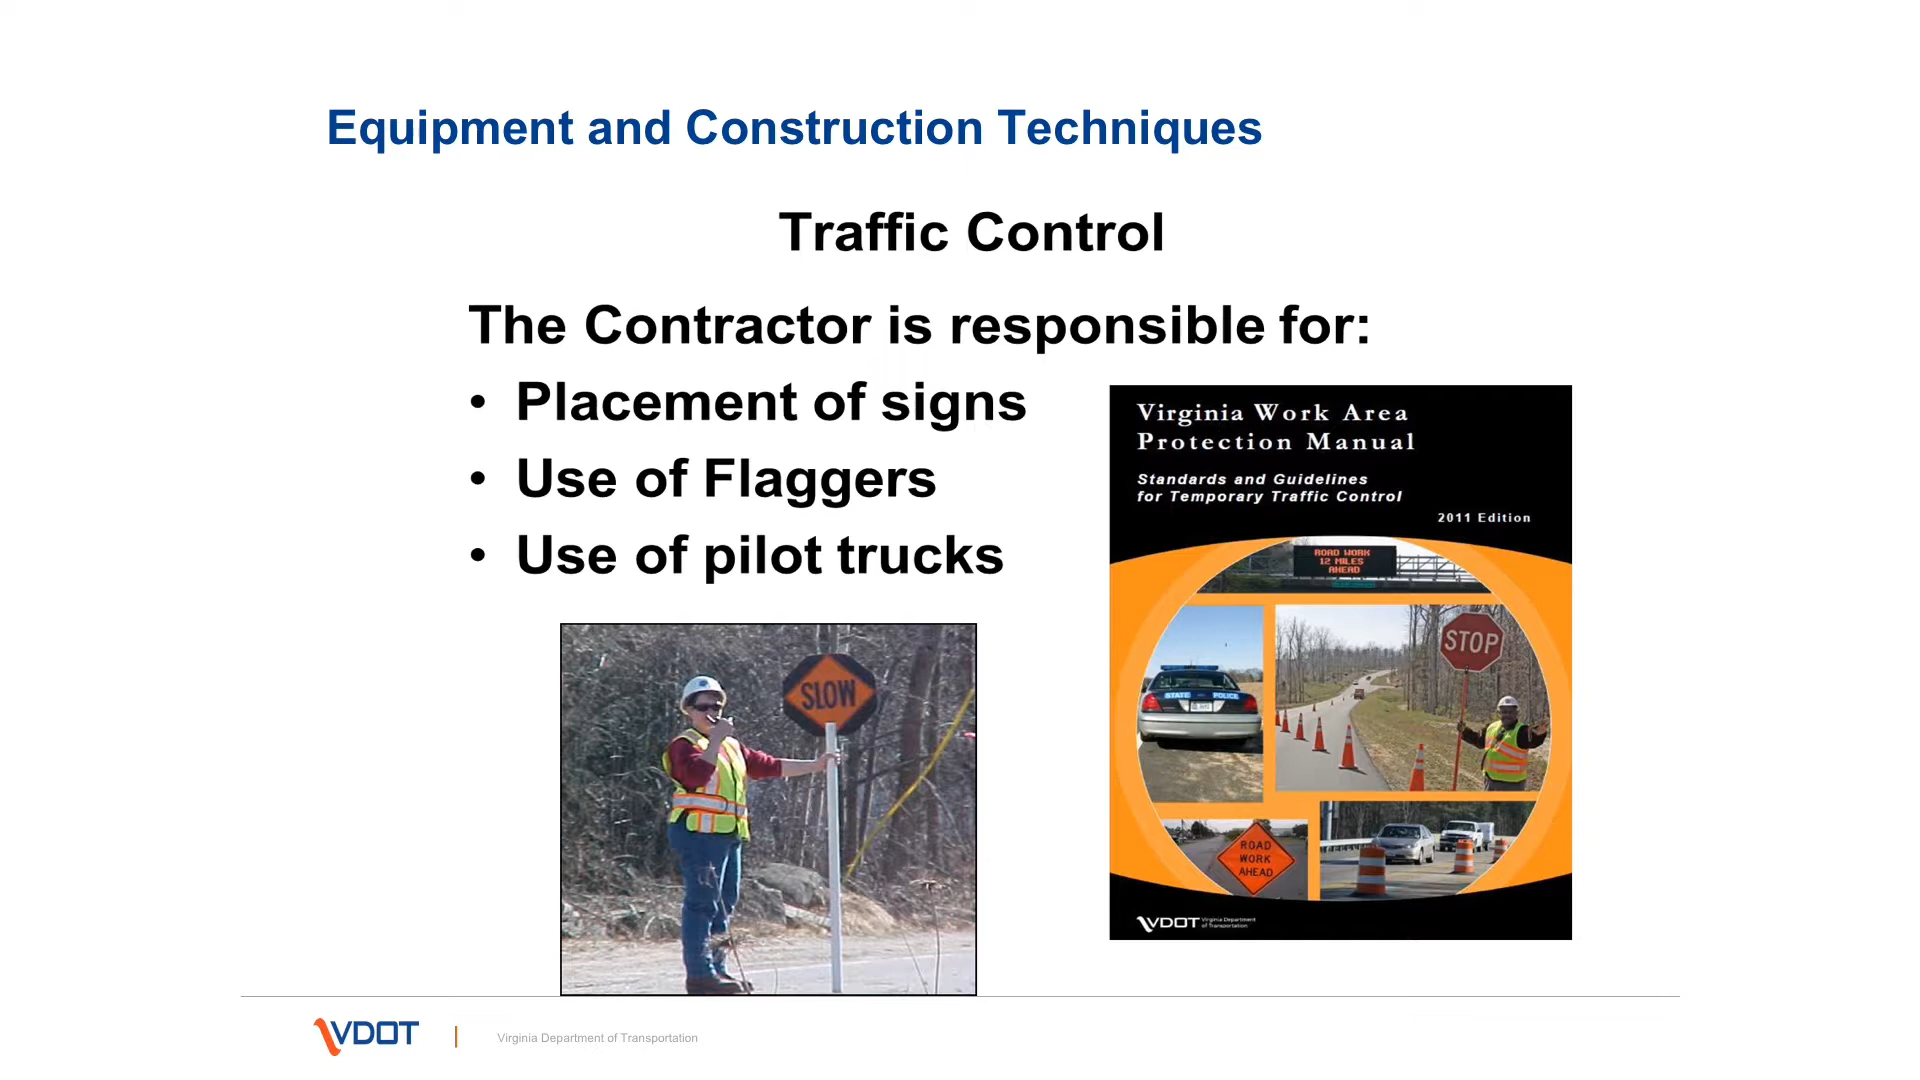 Equipment and Construction Techniques
Traffic Control
The Contractor is responsible for:
• Placement of signs
• Use of Flaggers
• Use of pilot trucks
SLOW
Virginia Work Area
Protection Manual
Standards and Guidelines
for Temporary Traffic Control
2011 Edition
ROAD WORK
12 MILES
AHEAD
STATE POLICE
STOP
ROAD
WORK
AHEAD
VDOT Virginia Department
of Transportation
VDOT
Virginia Department of Transportation